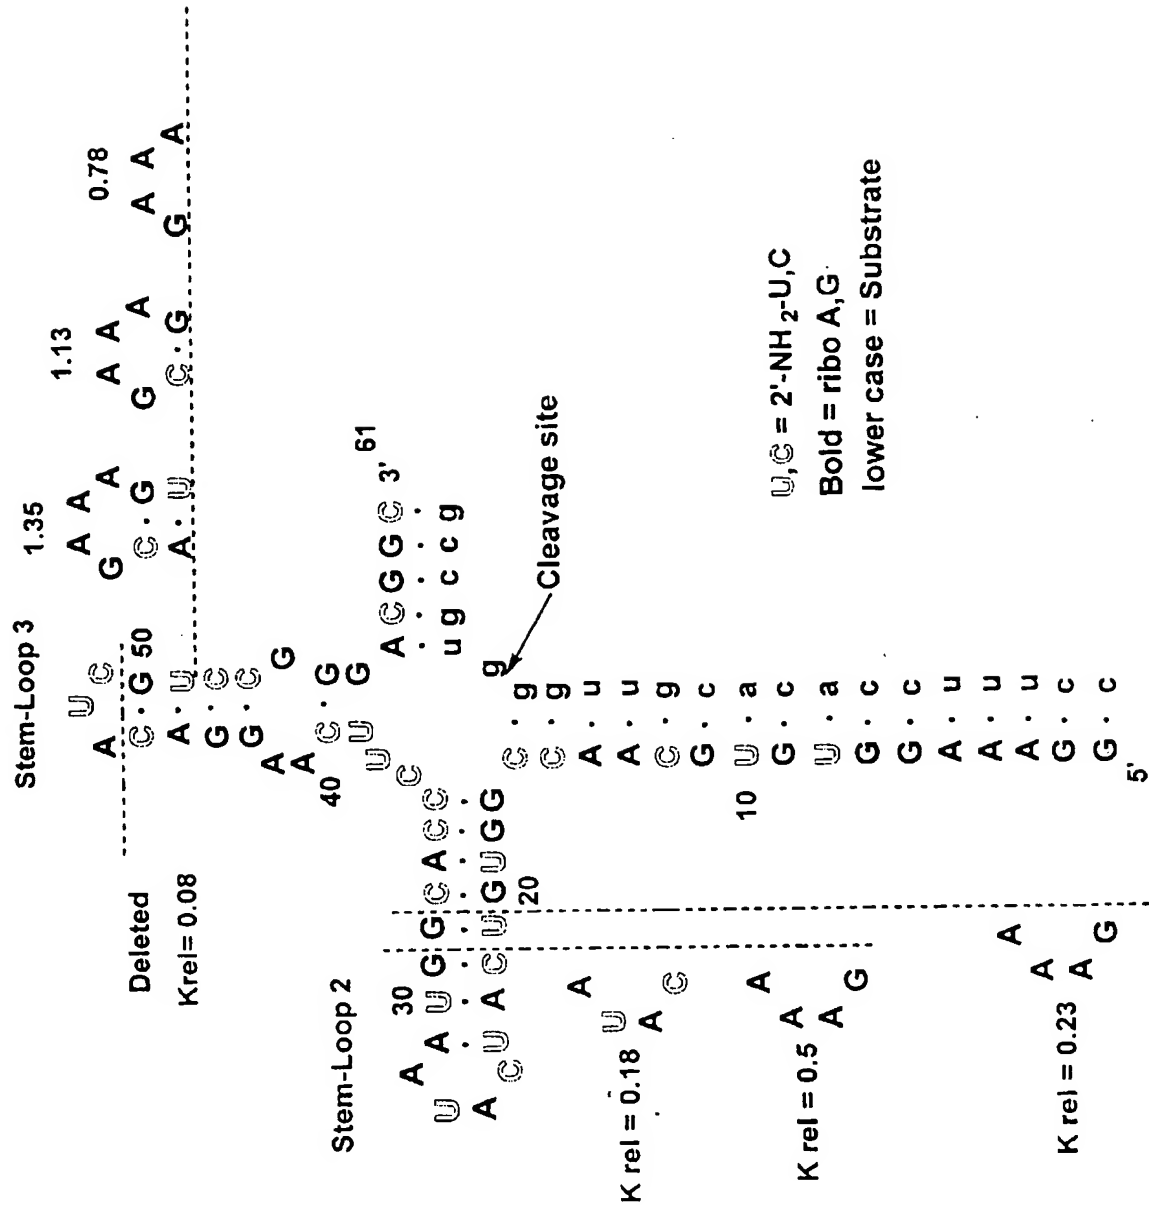 Stem-Loop 3
1.35
1.13
0.78
A U C
C · G 50
A · U
G · C
G · C
A G
A
40
C · G
U G
U
C
G A A A
C · G
A · U
G A A A
C · G
G A A A
Deleted
Krel= 0.08
A C G G C 3'
61
u g c c g
g
Cleavage site
Stem-Loop 2
30
U A A U G G C A C C
A C U A C U G U G G
20
C · g
C · g
A · u
A · u
C · g
G · c
10 U · a
G · c
U · a
G · c
G · c
A · u
A · u
A · u
G · c
G · c
5'
A U A C
K rel = 0.18
A A A G
K rel = 0.5
A A A G
K rel = 0.23
U,C = 2'-NH2-U,C
Bold = ribo A,G
lower case = Substrate